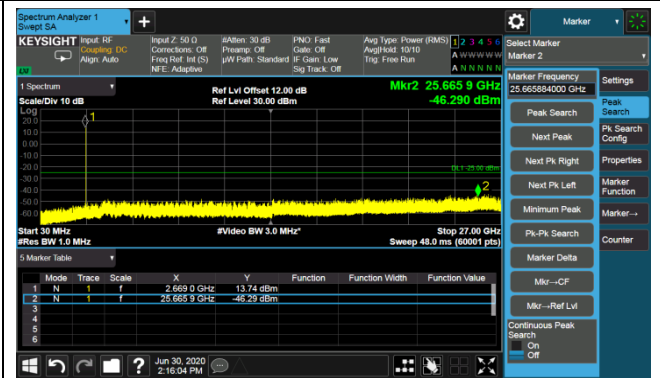 Spectrum Analyzer 1
Swept SA
+
Marker
KEYSIGHT Input: RF
Coupling: DC
Align: Auto
Input Z: 50 Ω
Corrections: Off
Freq Ref: Int (S)
NFE: Adaptive
#Atten: 30 dB
Preamp: Off
µW Path: Standard
PNO: Fast
Gate: Off
IF Gain: Low
Sig Track: Off
Avg Type: Power (RMS)
Avg|Hold: 10/10
Trig: Free Run
1 2 3 4 5 6
A W W W W W
A N N N N N
Select Marker
Marker 2
1 Spectrum
Scale/Div 10 dB
Log
Ref Lvl Offset 12.00 dB
Ref Level 30.00 dBm
Mkr2 25.665 9 GHz
-46.290 dBm
20.0
10.0
0.00
-10.0
-20.0
-30.0
-40.0
-50.0
-60.0
1
DL1 -25.00 dBm
2
Start 30 MHz
#Res BW 1.0 MHz
#Video BW 3.0 MHz*
Stop 27.00 GHz
Sweep 48.0 ms (60001 pts)
5 Marker Table
Mode Trace Scale X Y Function Function Width Function Value
1 N 1 f 2.669 0 GHz 13.74 dBm
2 N 1 f 25.665 9 GHz -46.29 dBm
3
4
5
6
Marker Frequency
25.665884000 GHz
Peak Search
Next Peak
Next Pk Right
Next Pk Left
Minimum Peak
Pk-Pk Search
Marker Delta
Mkr→CF
Mkr→Ref Lvl
Continuous Peak
Search
On
Off
Settings
Peak
Search
Pk Search
Config
Properties
Marker
Function
Marker→
Counter
?
Jun 30, 2020
2:16:04 PM